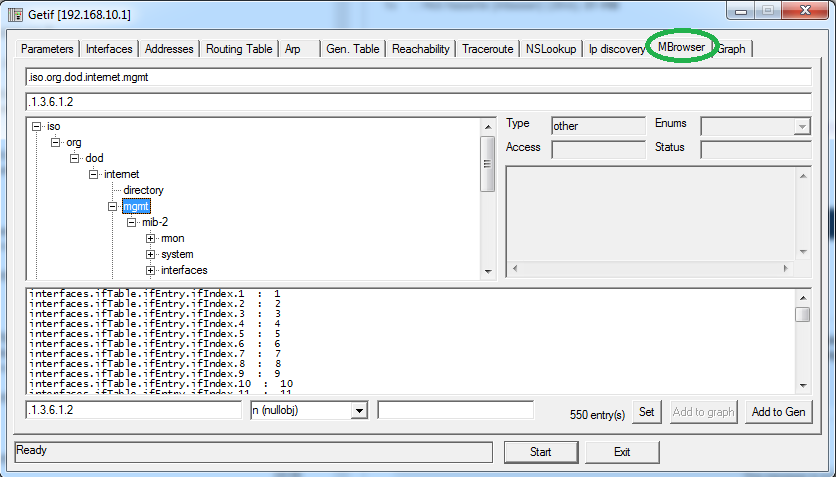 Getif [192.168.10.1]
Parameters Interfaces Addresses Routing Table Arp Gen. Table Reachability Traceroute NSLookup Ip discovery MBrowser Graph
.iso.org.dod.internet.mgmt
.1.3.6.1.2
iso
org
dod
internet
directory
mgmt
mib-2
rmon
system
interfaces
Type other Enums
Access Status
interfaces.ifTable.ifEntry.ifIndex.1 : 1
interfaces.ifTable.ifEntry.ifIndex.2 : 2
interfaces.ifTable.ifEntry.ifIndex.3 : 3
interfaces.ifTable.ifEntry.ifIndex.4 : 4
interfaces.ifTable.ifEntry.ifIndex.5 : 5
interfaces.ifTable.ifEntry.ifIndex.6 : 6
interfaces.ifTable.ifEntry.ifIndex.7 : 7
interfaces.ifTable.ifEntry.ifIndex.8 : 8
interfaces.ifTable.ifEntry.ifIndex.9 : 9
interfaces.ifTable.ifEntry.ifIndex.10 : 10
interfaces.ifTable.ifEntry.ifIndex.11 : 11
.1.3.6.1.2 n (nullobj) 550 entry(s) Set Add to graph Add to Gen
Ready Start Exit